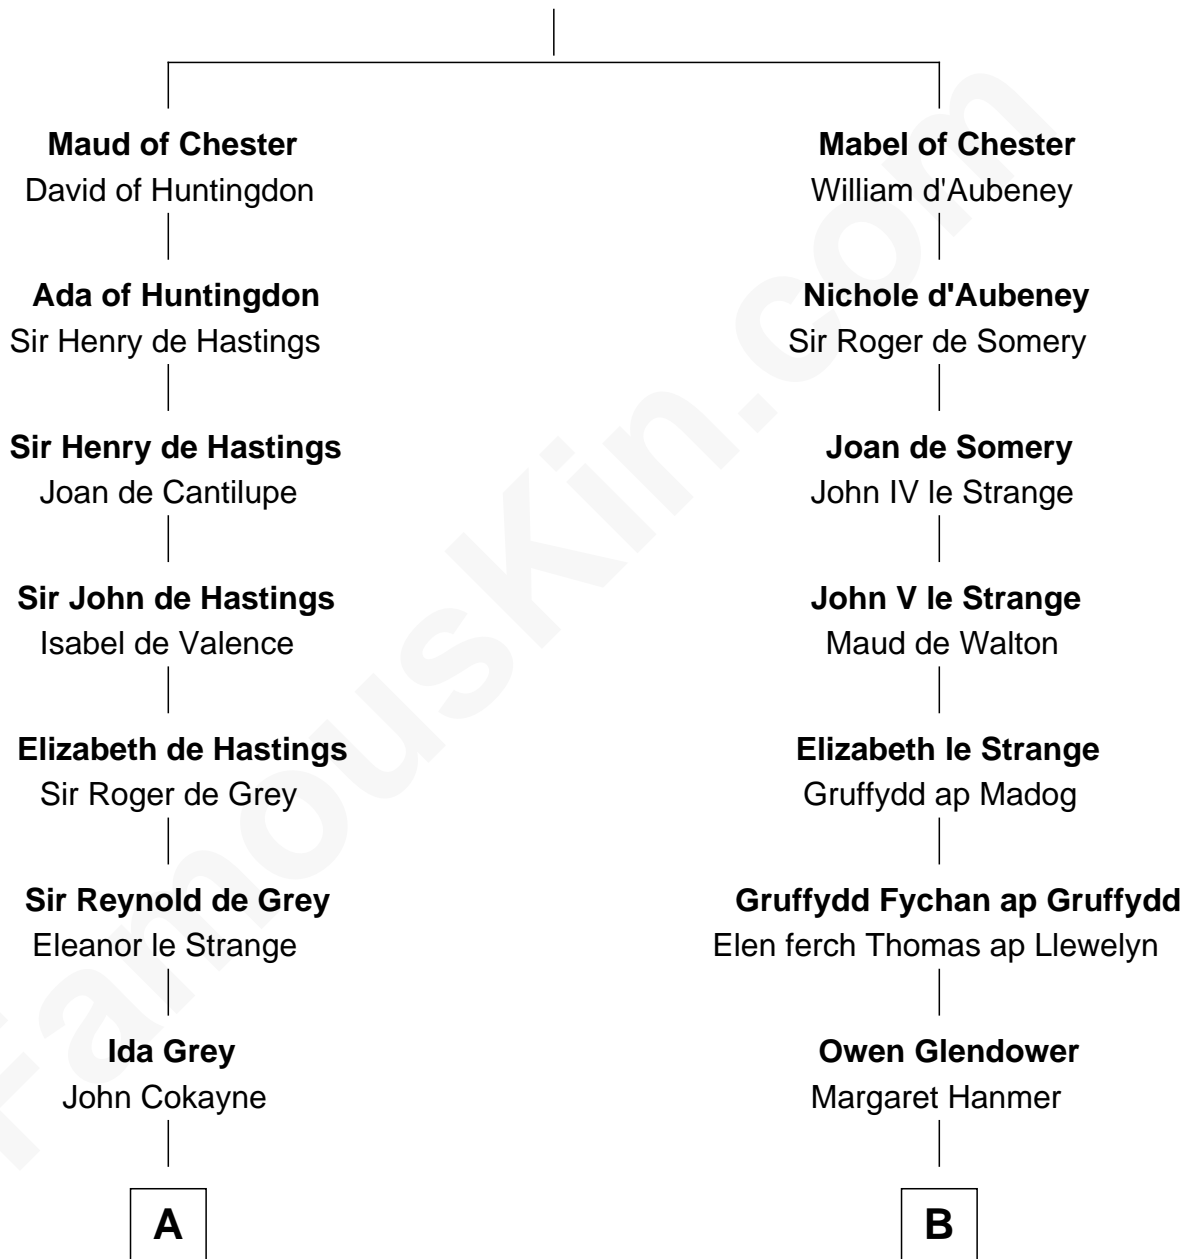 Maud of Chester
David of Huntingdon
Ada of Huntingdon
Sir Henry de Hastings
Sir Henry de Hastings
Joan de Cantilupe
Sir John de Hastings
Isabel de Valence
Elizabeth de Hastings
Sir Roger de Grey
Sir Reynold de Grey
Eleanor le Strange
Ida Grey
John Cokayne
A
Mabel of Chester
William d'Aubeney
Nichole d'Aubeney
Sir Roger de Somery
Joan de Somery
John IV le Strange
John V le Strange
Maud de Walton
Elizabeth le Strange
Gruffydd ap Madog
Gruffydd Fychan ap Gruffydd
Elen ferch Thomas ap Llewelyn
Owen Glendower
Margaret Hanmer
B
FamousKin.com